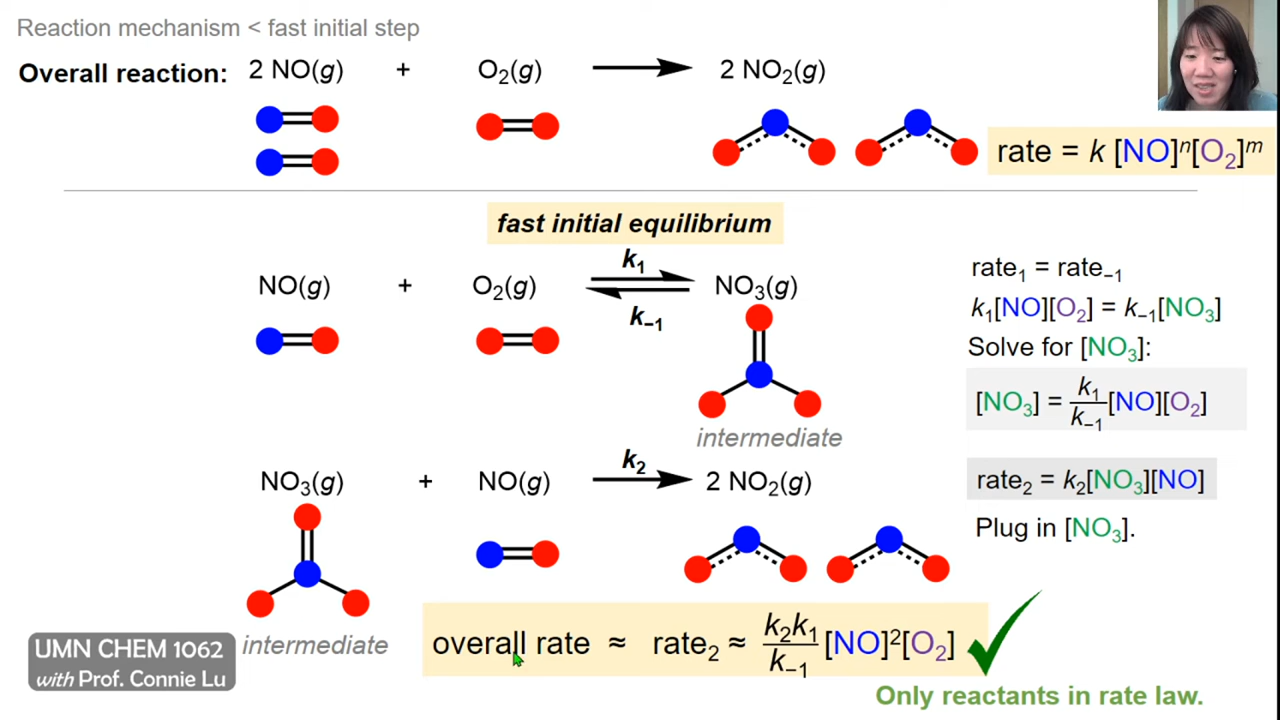 Reaction mechanism < fast initial step
Overall reaction: 2 NO(g) + O₂(g) 2 NO₂(g)
rate = k [NO]ⁿ[O₂]ᵐ
fast initial equilibrium
k₁
NO(g) + O₂(g) NO₃(g)
k₋₁
intermediate
k₂
NO₃(g) + NO(g) 2 NO₂(g)
intermediate
rate₁ = rate₋₁
k₁[NO][O₂] = k₋₁[NO₃]
Solve for [NO₃]:
[NO₃] = k₁/k₋₁ [NO][O₂]
rate₂ = k₂[NO₃][NO]
Plug in [NO₃].
overall rate ≈ rate₂ ≈ k₂k₁/k₋₁ [NO]²[O₂]
Only reactants in rate law.
UMN CHEM 1062
with Prof. Connie Lu